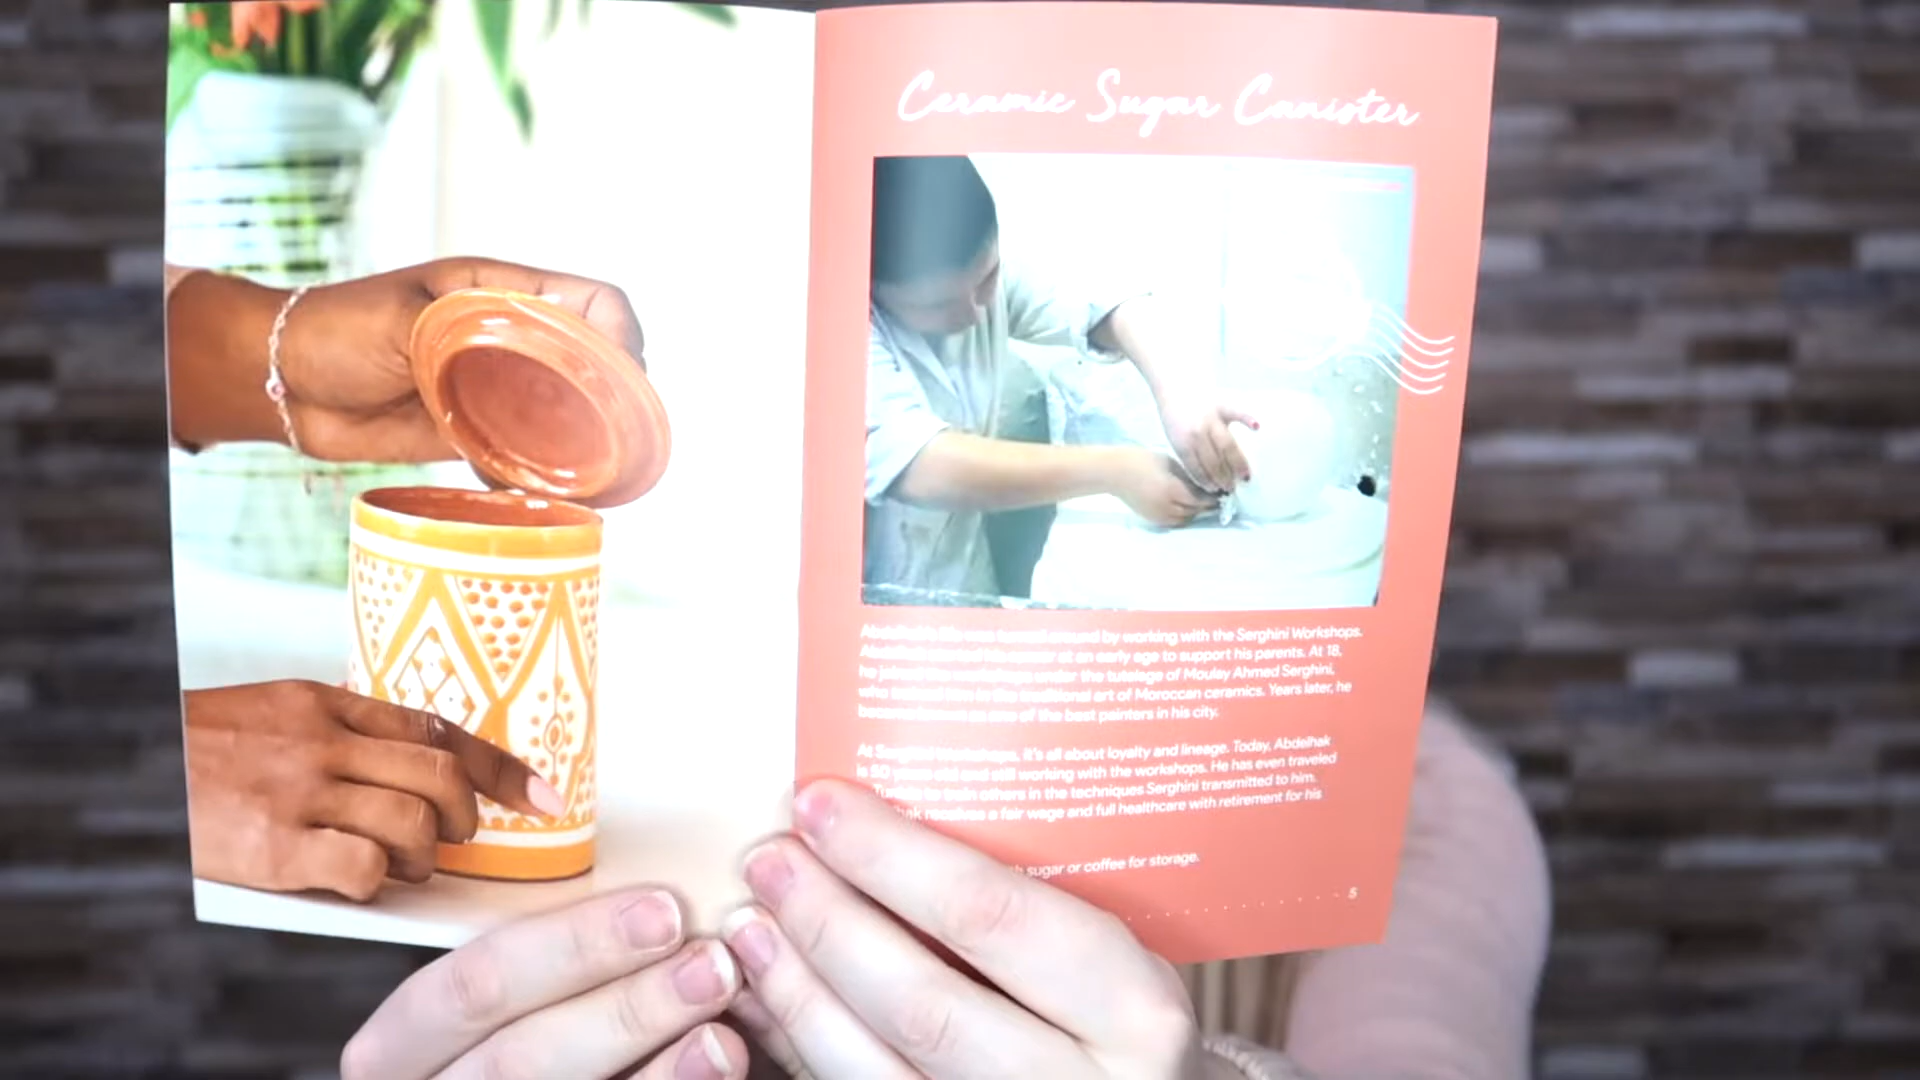 Ceramic Sugar Canister
Abdelhak's life was turned around by working with the Serghini Workshops.
Abdelhak started his career at an early age to support his parents. At 18,
he joined the workshops under the tutelage of Moulay Ahmed Serghini,
who trained him in the traditional art of Moroccan ceramics. Years later, he
became known as one of the best painters in his city.
At Serghini Workshops, it's all about loyalty and lineage. Today, Abdelhak
is 50 years old and still working with the workshops. He has even traveled
Tunisia to train others in the techniques Serghini transmitted to him.
hak receives a fair wage and full healthcare with retirement for his
sugar or coffee for storage.
5